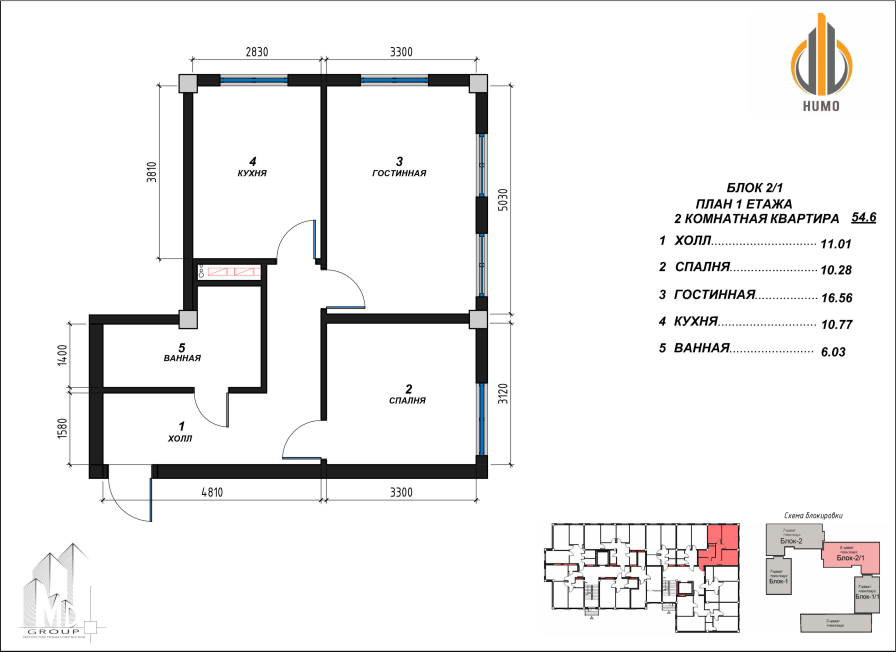 2830
3300
HUMO
3810
5030
4
КУХНЯ
3
ГОСТИННАЯ
БЛОК 2/1
ПЛАН 1 ЕТАЖА
2 КОМНАТНАЯ КВАРТИРА 54.6
1 ХОЛЛ........................ 11.01
2 СПАЛНЯ.................... 10.28
3 ГОСТИННАЯ............... 16.56
4 КУХНЯ....................... 10.77
5 ВАННАЯ..................... 6.03
1400
5
ВАННАЯ
3120
2
СПАЛНЯ
1580
1
ХОЛЛ
4810
3300
Схема блокировки
Блок-2
Блок-2/1
Блок-1
Блок-1/1
GROUP